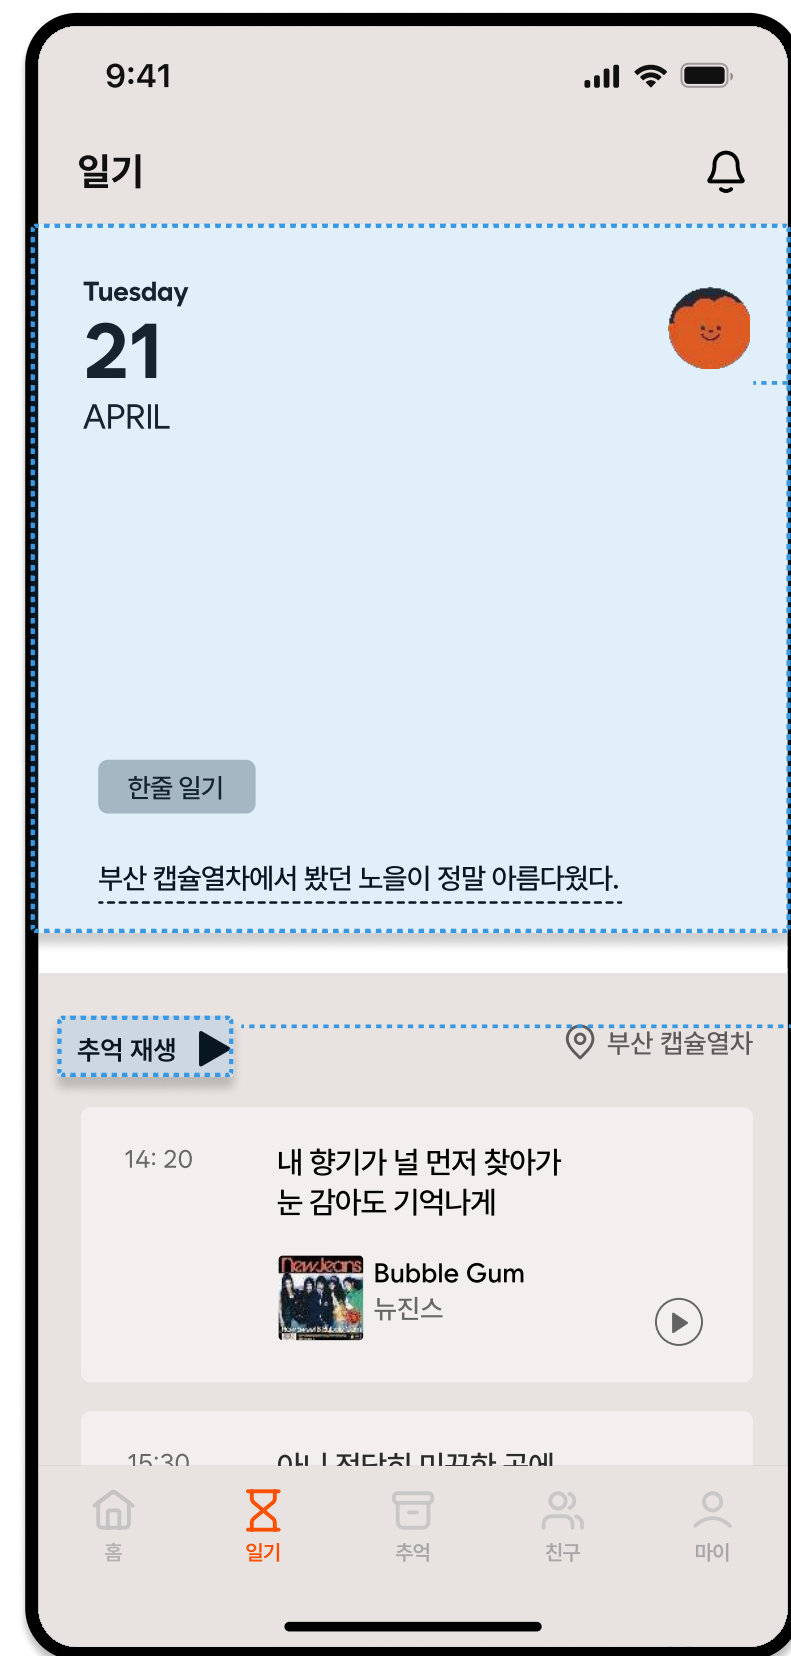 9:41
일기
Tuesday
21
APRIL
한줄 일기
부산 캡슐열차에서 봤던 노을이 정말 아름다웠다.
추억 재생
부산 캡슐열차
14: 20
내 향기가 널 먼저 찾아가
눈 감아도 기억나게
NewJeans
Bubble Gum
뉴진스
15:30
홈
일기
추억
친구
마이